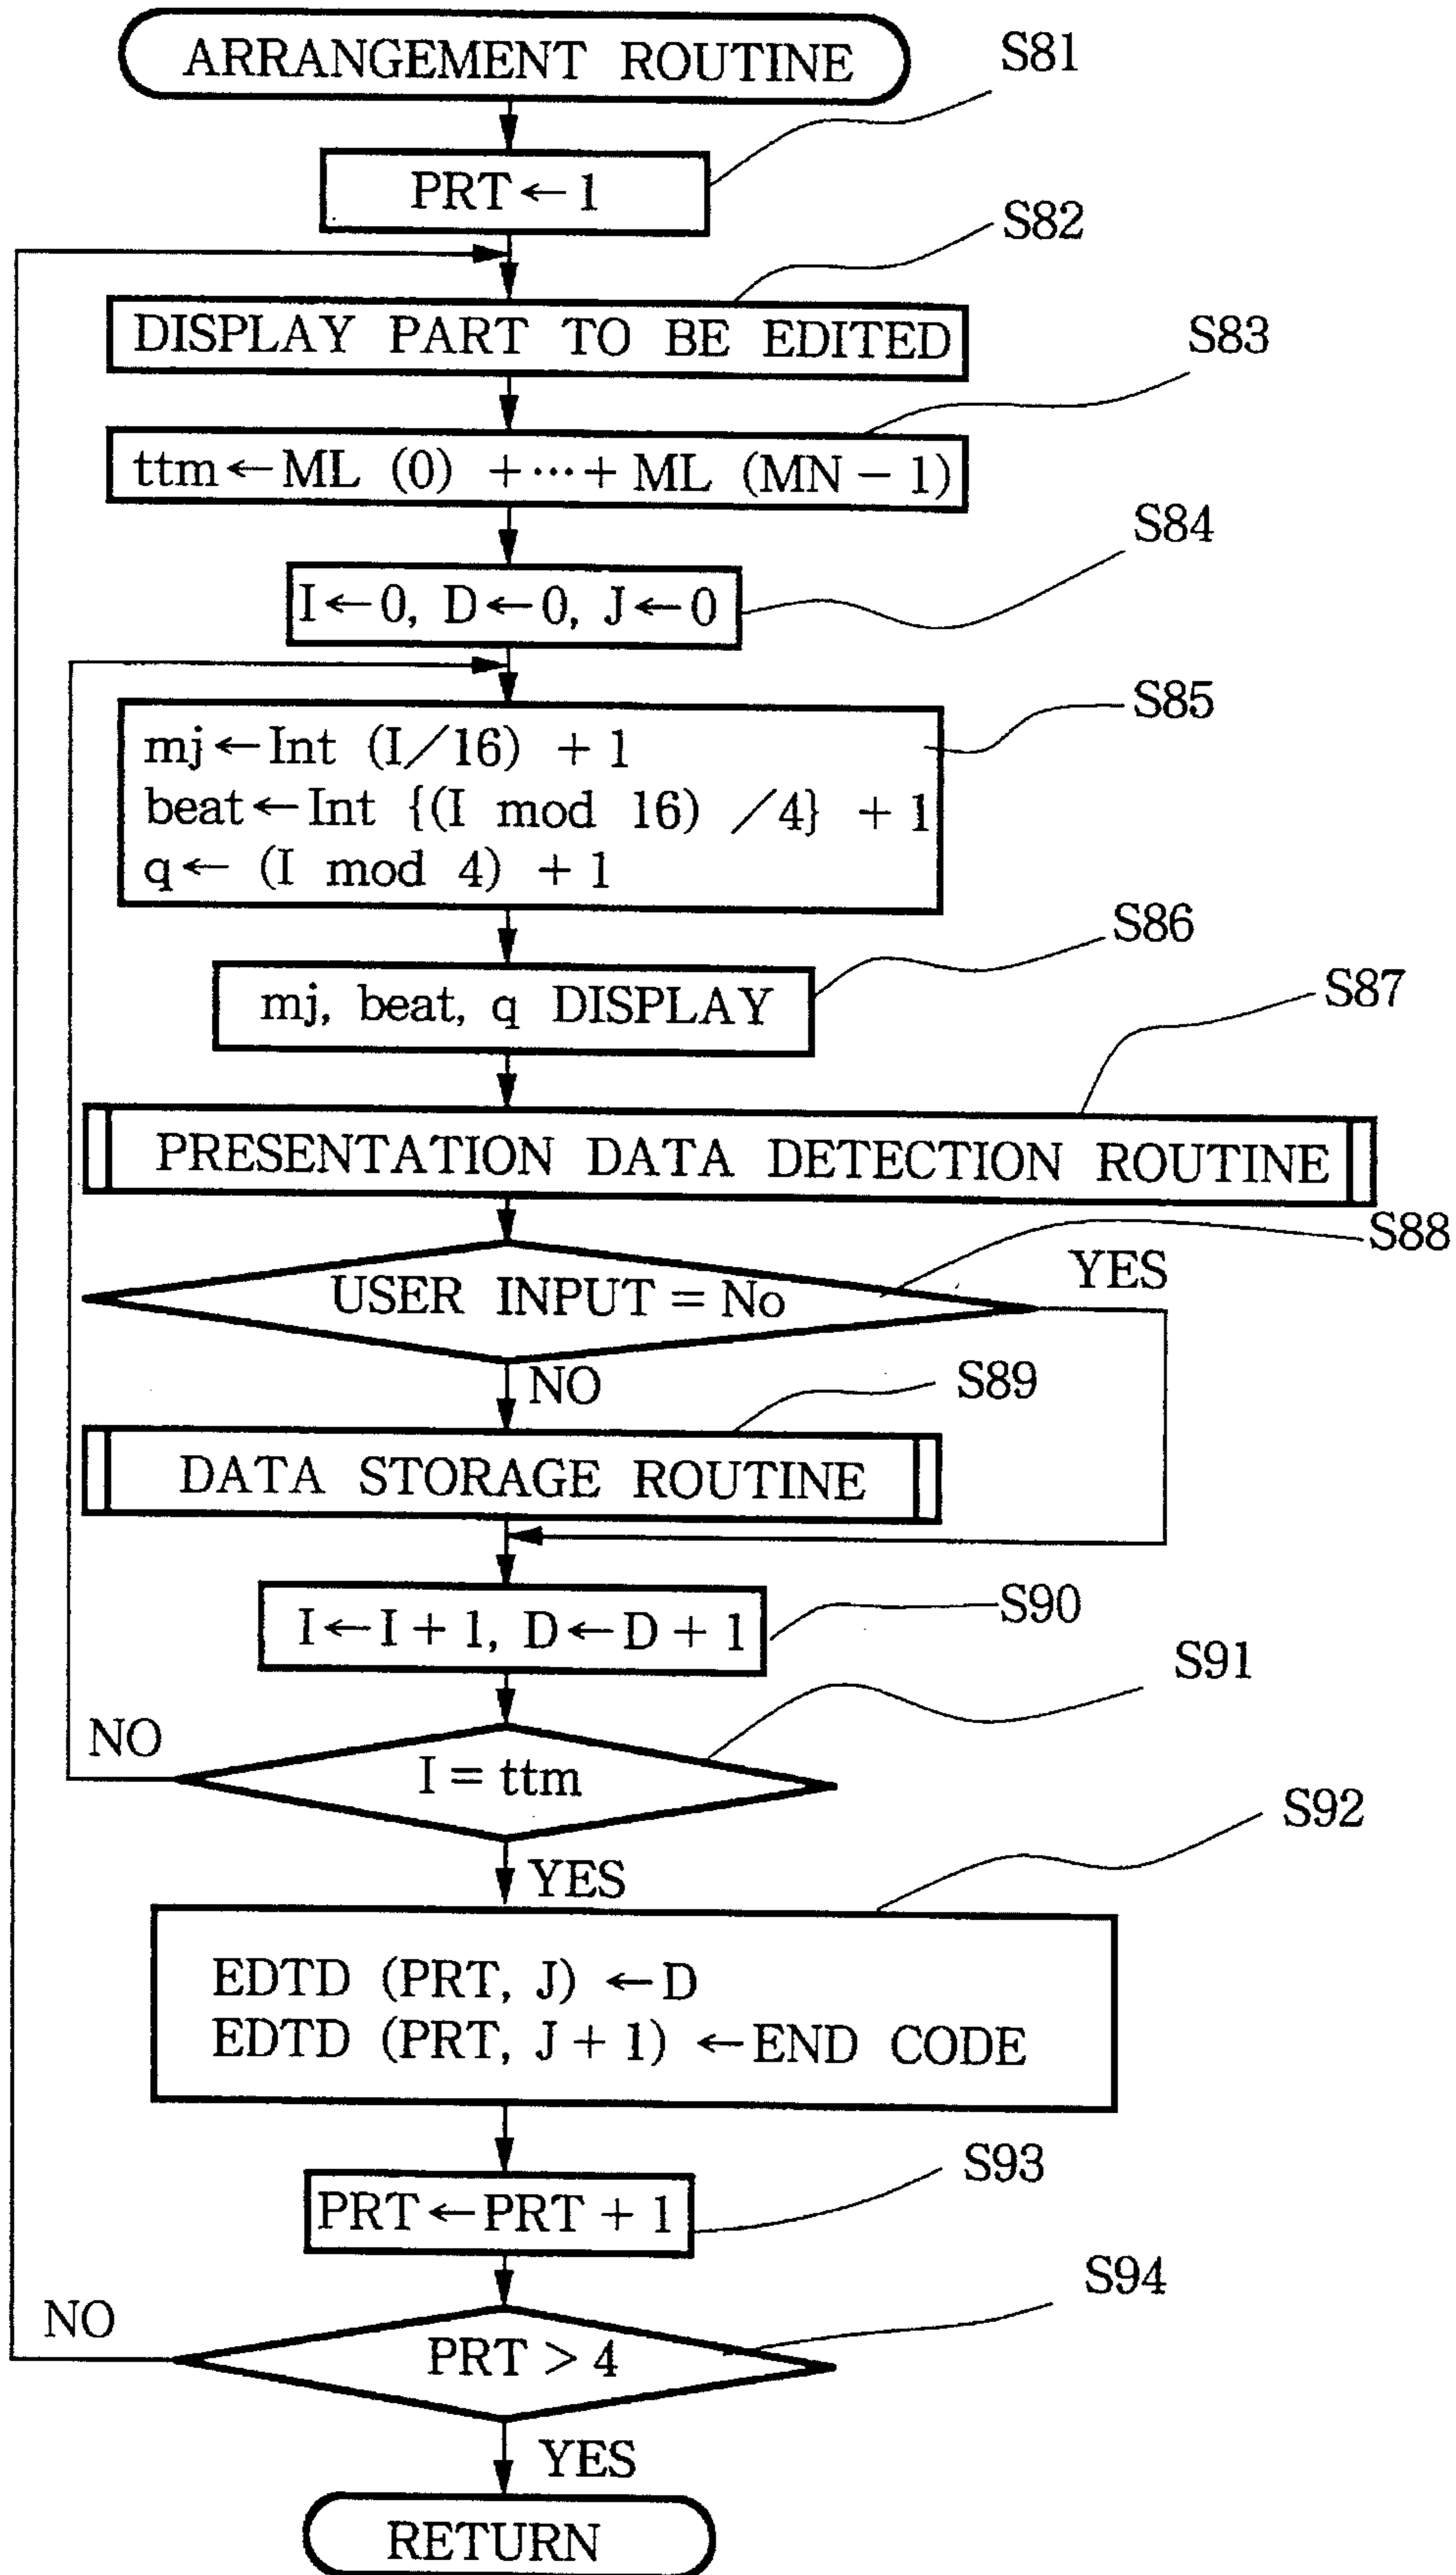 ARRANGEMENT ROUTINE
S81
PRT ← 1
S82
DISPLAY PART TO BE EDITED
S83
ttm ← ML (0) + ··· + ML (MN - 1)
S84
I ← 0, D ← 0, J ← 0
S85
mj ← Int (I/16) + 1
beat ← Int {(I mod 16) /4} + 1
q ← (I mod 4) + 1
S86
mj, beat, q DISPLAY
S87
PRESENTATION DATA DETECTION ROUTINE
S88
YES
USER INPUT = No
NO
S89
DATA STORAGE ROUTINE
S90
I ← I + 1, D ← D + 1
S91
NO
I = ttm
S92
YES
EDTD (PRT, J) ← D
EDTD (PRT, J + 1) ← END CODE
S93
PRT ← PRT + 1
S94
NO
PRT > 4
YES
RETURN